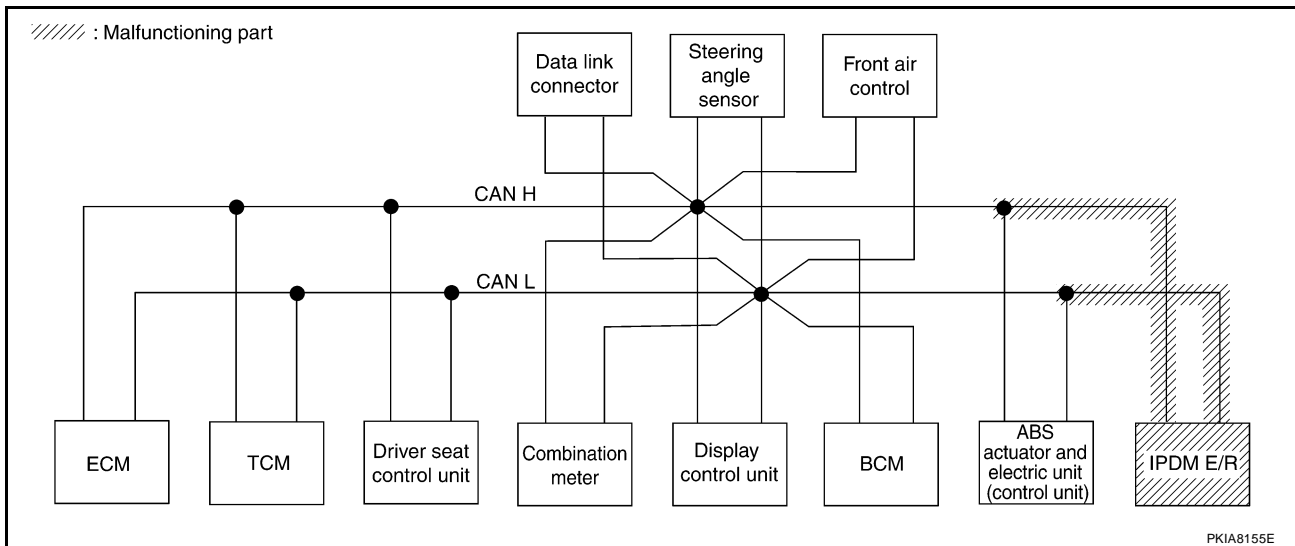 : Malfunctioning part
Data link
connector
Steering
angle
sensor
Front air
control
CAN H
CAN L
ECM
TCM
Driver seat
control unit
Combination
meter
Display
control unit
BCM
ABS
actuator and
electric unit
(control unit)
IPDM E/R
PKIA8155E